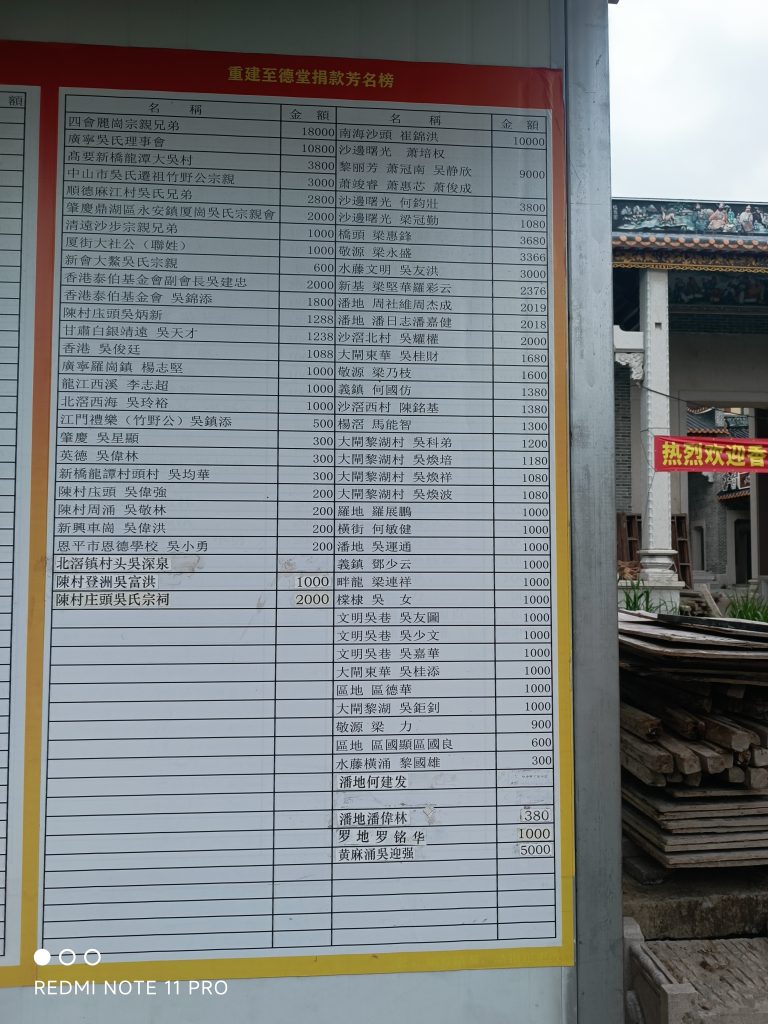 重建至德堂捐款芳名榜
額
名 稱 金 額
四會麗崗宗親兄弟 18000
廣寧吳氏理事會 10800
高要新橋龍潭大吳村 3800
中山市吳氏遷祖竹野公宗親 3000
順德麻江村吳氏兄弟 2800
肇慶鼎湖區永安鎮厦崗吳氏宗親會 2000
清遠沙步宗親兄弟 1000
厦街大社公（聯姓） 1000
新會大鰲吳氏宗親 600
香港泰伯基金會副會長吳建忠 2000
香港泰伯基金會 吳錦添 1800
陳村庒頭吳炳新 1288
甘肅白銀靖遠 吳天才 1238
香港 吳俊廷 1088
廣寧羅崗鎮 楊志堅 1000
龍江西溪 李志超 1000
北滘西海 吳玲裕 1000
江門禮樂（竹野公）吳鎮添 500
肇慶 吳星顯 300
英德 吳偉林 300
新橋龍潭村頭村 吳均華 300
陳村庒頭 吳偉強 200
陳村周涌 吳敬林 200
新興車崗 吳偉洪 200
恩平市恩德學校 吳小勇 200
北滘镇村头吴深泉
陳村登洲吳富洪 1000
陳村庄頭吳氏宗祠 2000
名 稱 金 額
南海沙頭 崔錦洪 10000
沙邊曙光 蕭培权
黎丽芳 蕭冠南 吴静欣 9000
蕭竣睿 蕭惠芯 蕭俊成
沙邊曙光 何鈞壯 3800
沙邊曙光 梁冠勤 1080
橋頭 梁惠鋒 3680
敬源 梁永盛 3366
水藤文明 吳友洪 3000
新基 梁堅華羅彩云 2376
潘地 周社維周杰成 2019
潘地 潘日志潘嘉健 2018
沙滘北村 吳耀權 2000
大閘東華 吳桂財 1680
敬源 梁乃枝 1600
義鎮 何國仿 1380
沙滘西村 陳銘基 1380
楊滘 馬能智 1300
大閘黎湖村 吳科弟 1200
大閘黎湖村 吳煥培 1180
大閘黎湖村 吳煥祥 1080
大閘黎湖村 吳煥波 1080
羅地 羅展鵬 1000
横街 何敏健 1000
潘地 吳運通 1000
義鎮 鄧少云 1000
畔龍 梁連祥 1000
樸棣 吳 女 1000
文明吳巷 吳友圖 1000
文明吳巷 吳少文 1000
文明吳巷 吳嘉華 1000
大閘東華 吳桂添 1000
區地 區德華 1000
大閘黎湖 吳鉅釗 1000
敬源 梁 力 900
區地 區國顯區國良 600
水藤横涌 黎國雄 300
潘地何建发
潘地潘偉林 380
罗地罗铭华 1000
黄麻涌吳迎强 5000
热烈欢迎香
REDMI NOTE 11 PRO